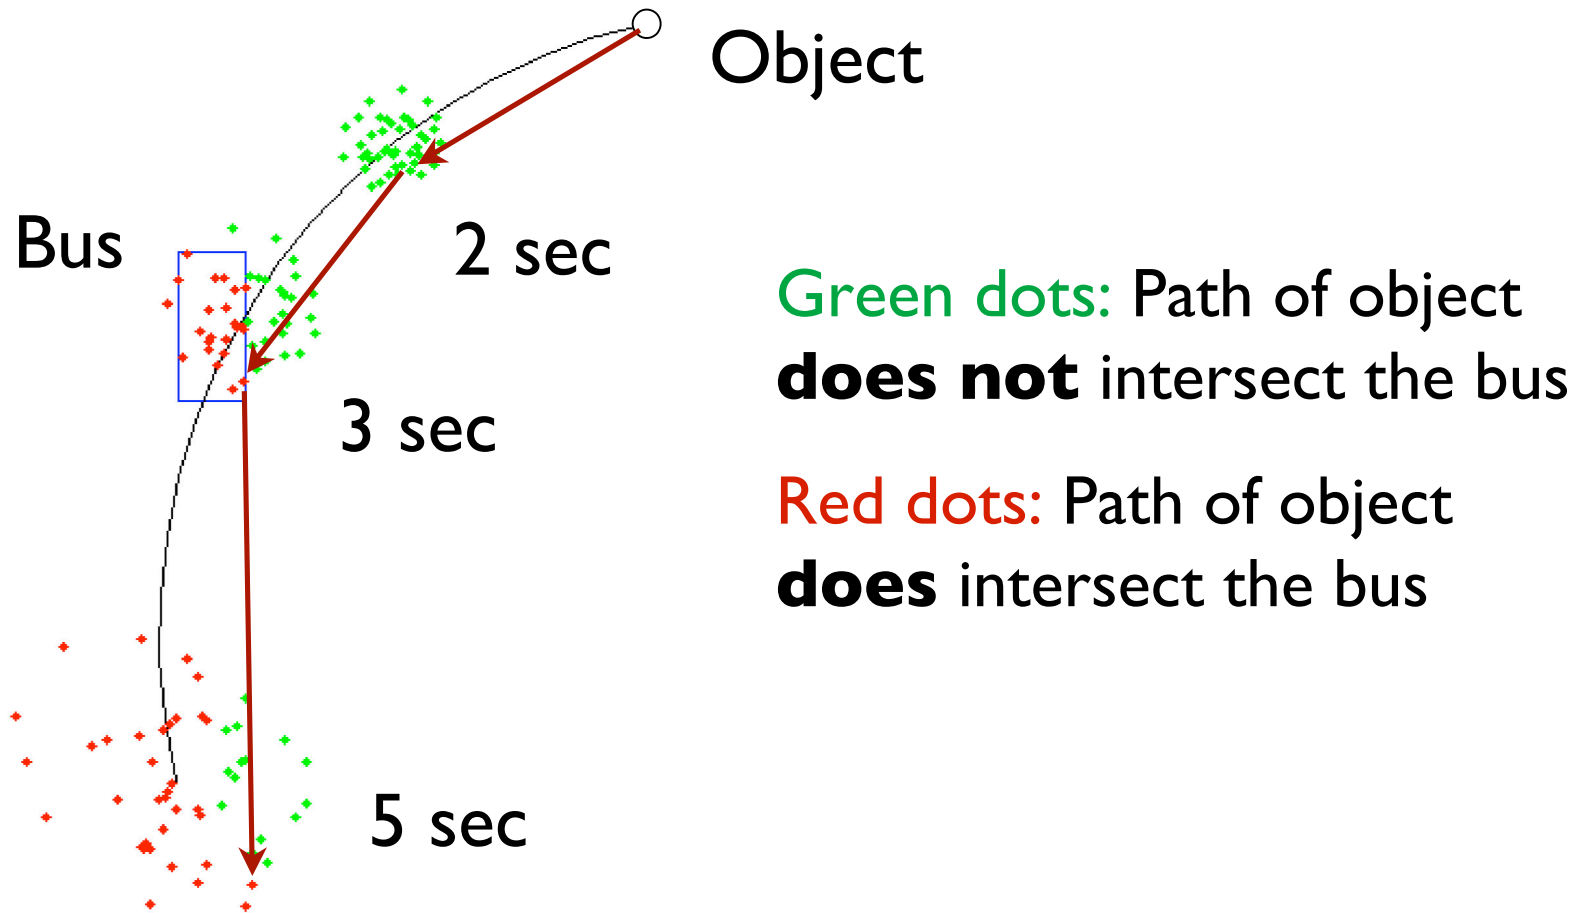 Object
Bus
2 sec
3 sec
5 sec
Green dots: Path of object
does not intersect the bus
Red dots: Path of object
does intersect the bus